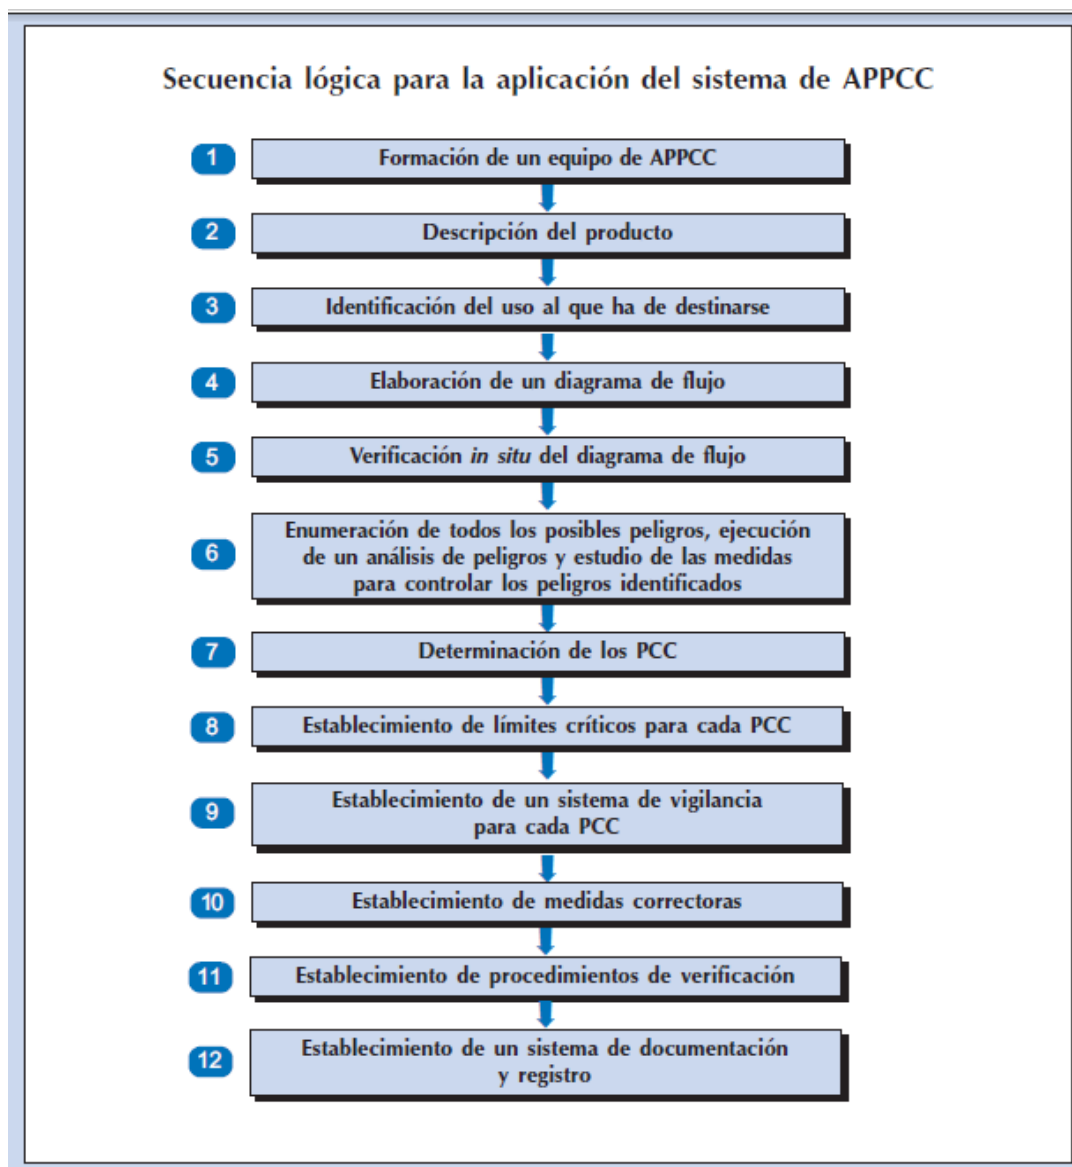 Secuencia lógica para la aplicación del sistema de APPCC
1 Formación de un equipo de APPCC
2 Descripción del producto
3 Identificación del uso al que ha de destinarse
4 Elaboración de un diagrama de flujo
5 Verificación in situ del diagrama de flujo
6 Enumeración de todos los posibles peligros, ejecución
de un análisis de peligros y estudio de las medidas
para controlar los peligros identificados
7 Determinación de los PCC
8 Establecimiento de límites críticos para cada PCC
9 Establecimiento de un sistema de vigilancia
para cada PCC
10 Establecimiento de medidas correctoras
11 Establecimiento de procedimientos de verificación
12 Establecimiento de un sistema de documentación
y registro